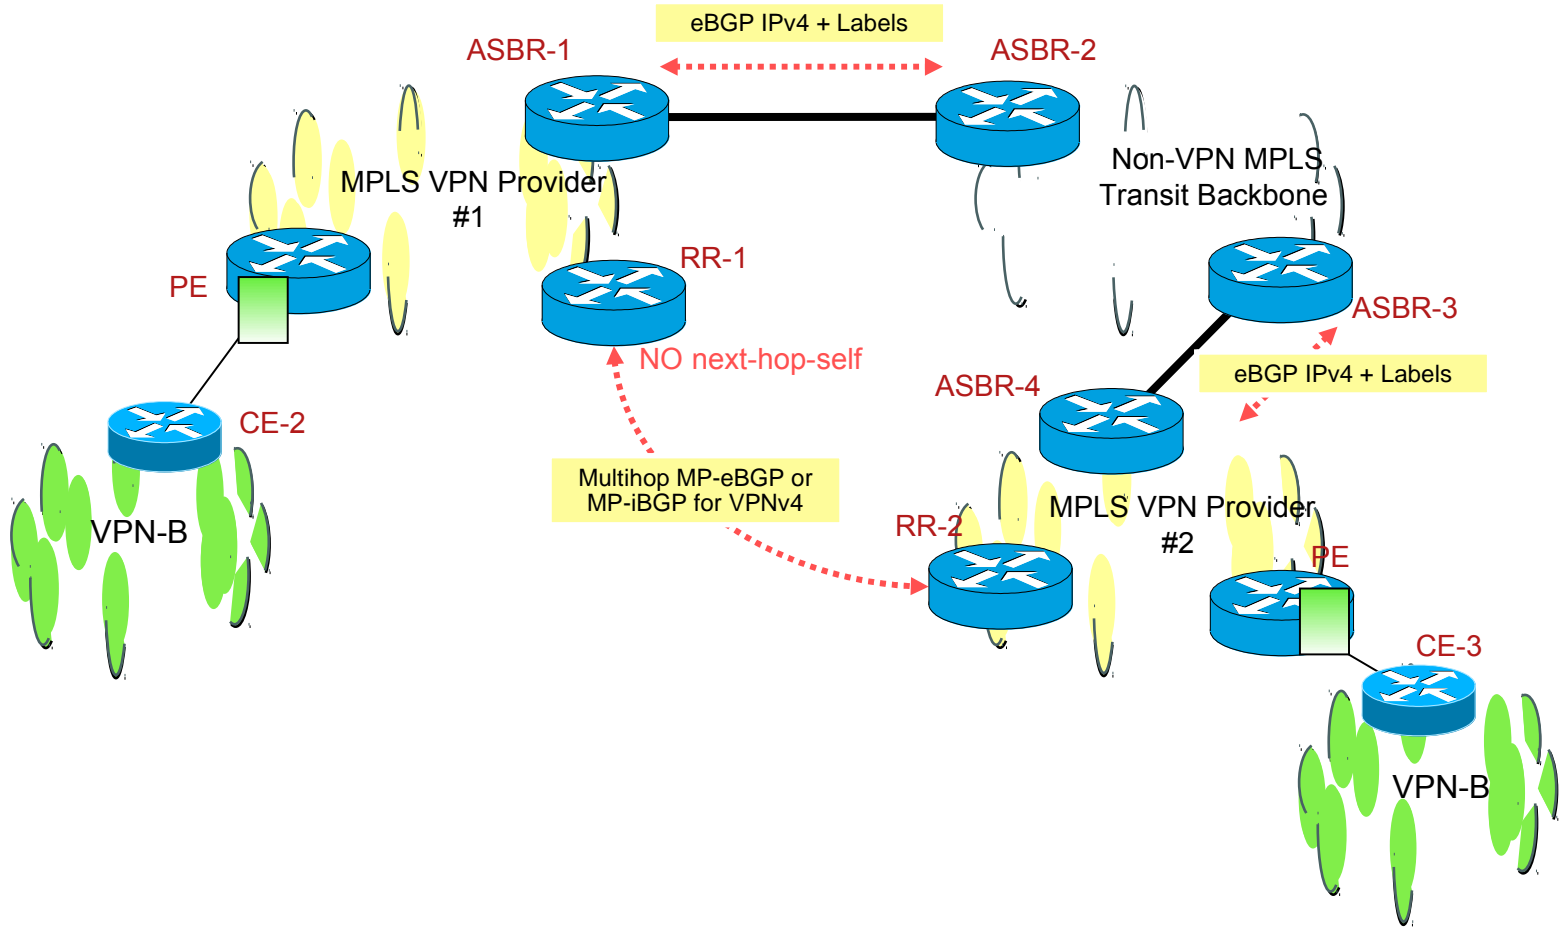 eBGP IPv4 + Labels
ASBR-1
ASBR-2
Non-VPN MPLS
Transit Backbone
MPLS VPN Provider
#1
RR-1
PE
ASBR-3
NO next-hop-self
eBGP IPv4 + Labels
ASBR-4
CE-2
Multihop MP-eBGP or
MP-iBGP for VPNv4
MPLS VPN Provider
#2
RR-2
VPN-B
PE
CE-3
VPN-B